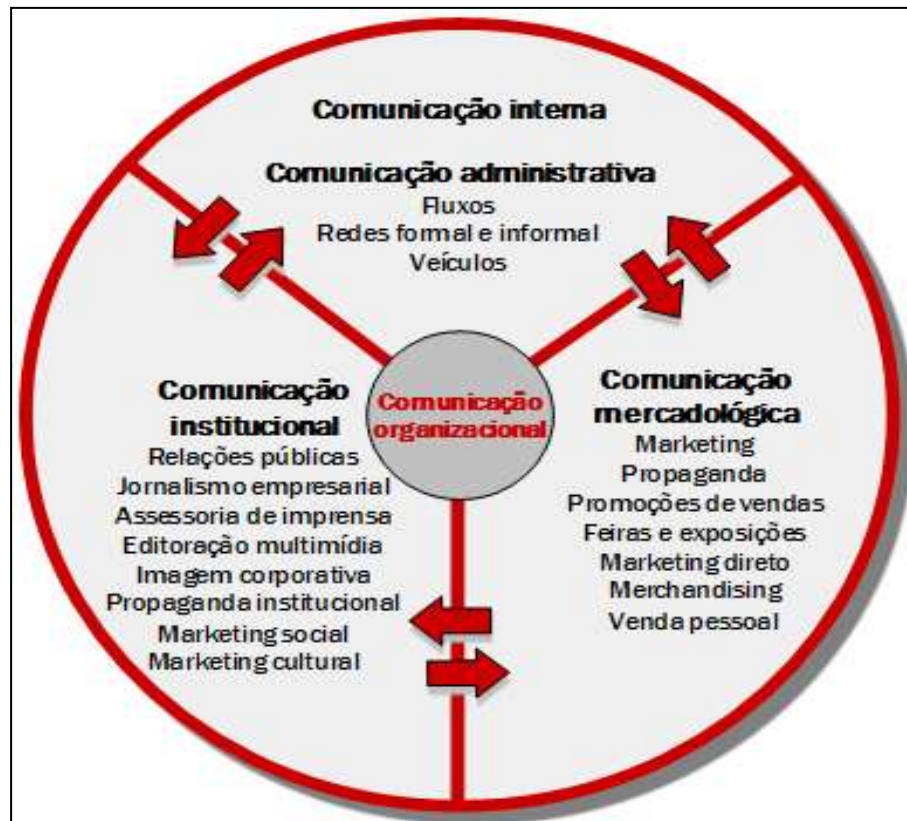 Comunicação interna
Comunicação administrativa
Fluxos
Redes formal e informal
Veículos
Comunicação
institucional
Relações públicas
Jornalismo empresarial
Assessoria de imprensa
Editoração multimídia
Imagem corporativa
Propaganda institucional
Marketing social
Marketing cultural
Comunicação
organizacional
Comunicação
mercadológica
Marketing
Propaganda
Promoções de vendas
Feiras e exposições
Marketing direto
Merchandising
Venda pessoal